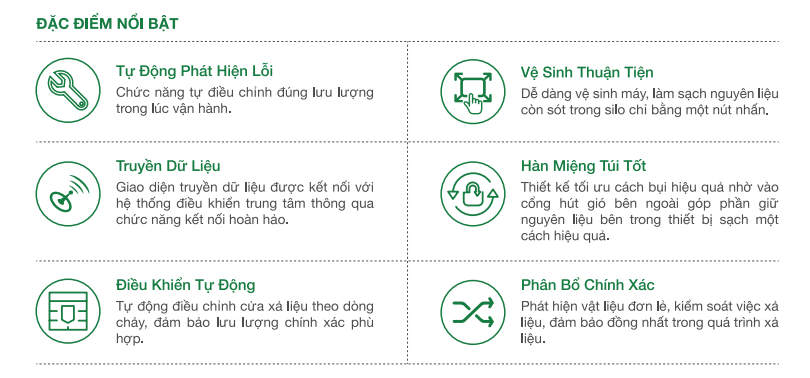 ĐẶC ĐIỂM NỔI BẬT
Tự Động Phát Hiện Lỗi
Chức năng tự điều chỉnh đúng lưu lượng
trong lúc vận hành.
Vệ Sinh Thuận Tiện
Dễ dàng vệ sinh máy, làm sạch nguyên liệu
còn sót trong silo chỉ bằng một nút nhấn.
Truyền Dữ Liệu
Giao diện truyền dữ liệu được kết nối với
hệ thống điều khiển trung tâm thông qua
chức năng kết nối hoàn hảo.
Hàn Miệng Túi Tốt
Thiết kế tối ưu cách bụi hiệu quả nhờ vào
cổng hút gió bên ngoài góp phần giữ
nguyên liệu bên trong thiết bị sạch một
cách hiệu quả.
Điều Khiển Tự Động
Tự động điều chỉnh cửa xả liệu theo dòng
chảy, đảm bảo lưu lượng chính xác phù
hợp.
Phân Bổ Chính Xác
Phát hiện vật liệu đơn lẻ, kiểm soát việc xả
liệu, đảm bảo đồng nhất trong quá trình xả
liệu.